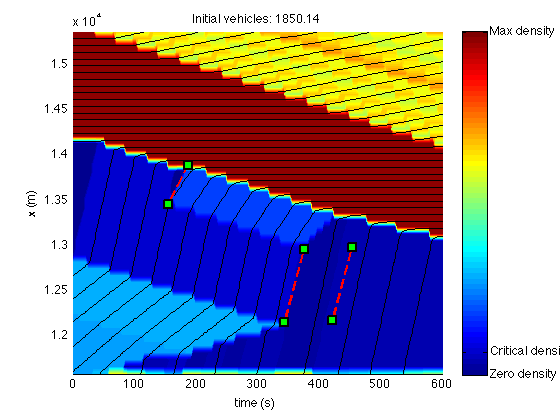 Initial vehicles: 1850.14
x 10^4
1.5
1.45
1.4
1.35
1.3
1.25
1.2
x (m)
0 100 200 300 400 500 600
time (s)
Max density
Critical densi
Zero density